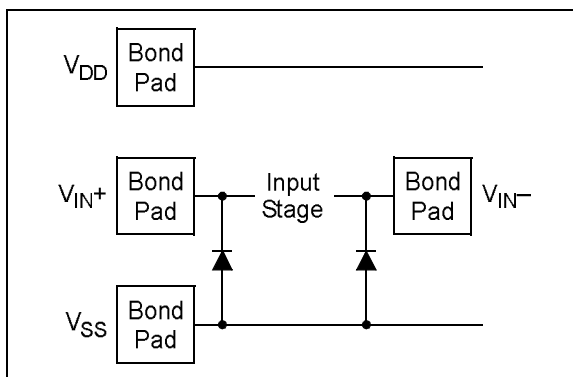 VDD
Bond
Pad
VIN+
Bond
Pad
Input
Stage
Bond
Pad
VIN–
VSS
Bond
Pad